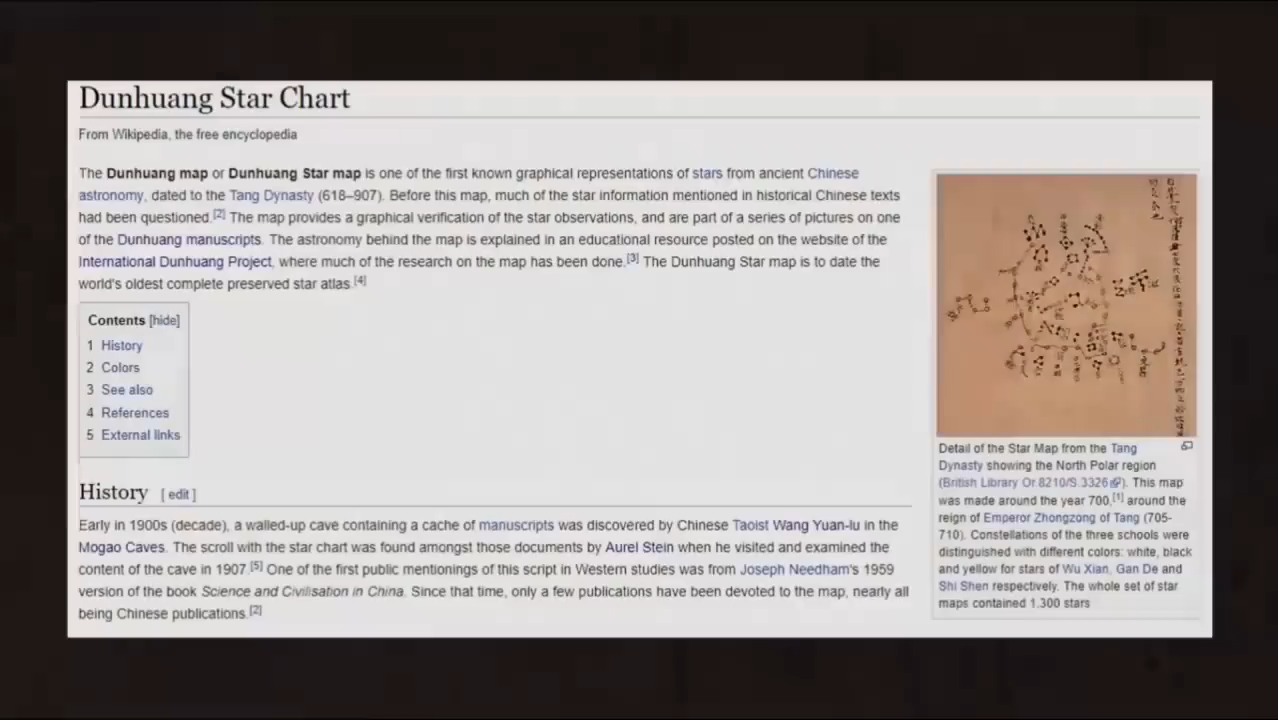 Dunhuang Star Chart
From Wikipedia, the free encyclopedia
The Dunhuang map or Dunhuang Star map is one of the first known graphical representations of stars from ancient Chinese
astronomy, dated to the Tang Dynasty (618–907). Before this map, much of the star information mentioned in historical Chinese texts
had been questioned.[2] The map provides a graphical verification of the star observations, and are part of a series of pictures on one
of the Dunhuang manuscripts. The astronomy behind the map is explained in an educational resource posted on the website of the
International Dunhuang Project, where much of the research on the map has been done.[3] The Dunhuang Star map is to date the
world's oldest complete preserved star atlas.[4]
Contents [hide]
1 History
2 Colors
3 See also
4 References
5 External links
History [ edit ]
Early in 1900s (decade), a walled-up cave containing a cache of manuscripts was discovered by Chinese Taoist Wang Yuan-lu in the
Mogao Caves. The scroll with the star chart was found amongst those documents by Aurel Stein when he visited and examined the
content of the cave in 1907.[5] One of the first public mentionings of this script in Western studies was from Joseph Needham's 1959
version of the book Science and Civilisation in China. Since that time, only a few publications have been devoted to the map, nearly all
being Chinese publications.[2]
Detail of the Star Map from the Tang
Dynasty showing the North Polar region
(British Library Or.8210/S.3326). This map
was made around the year 700,[1] around the
reign of Emperor Zhongzong of Tang (705-
710). Constellations of the three schools were
distinguished with different colors: white, black
and yellow for stars of Wu Xian, Gan De and
Shi Shen respectively. The whole set of star
maps contained 1,300 stars